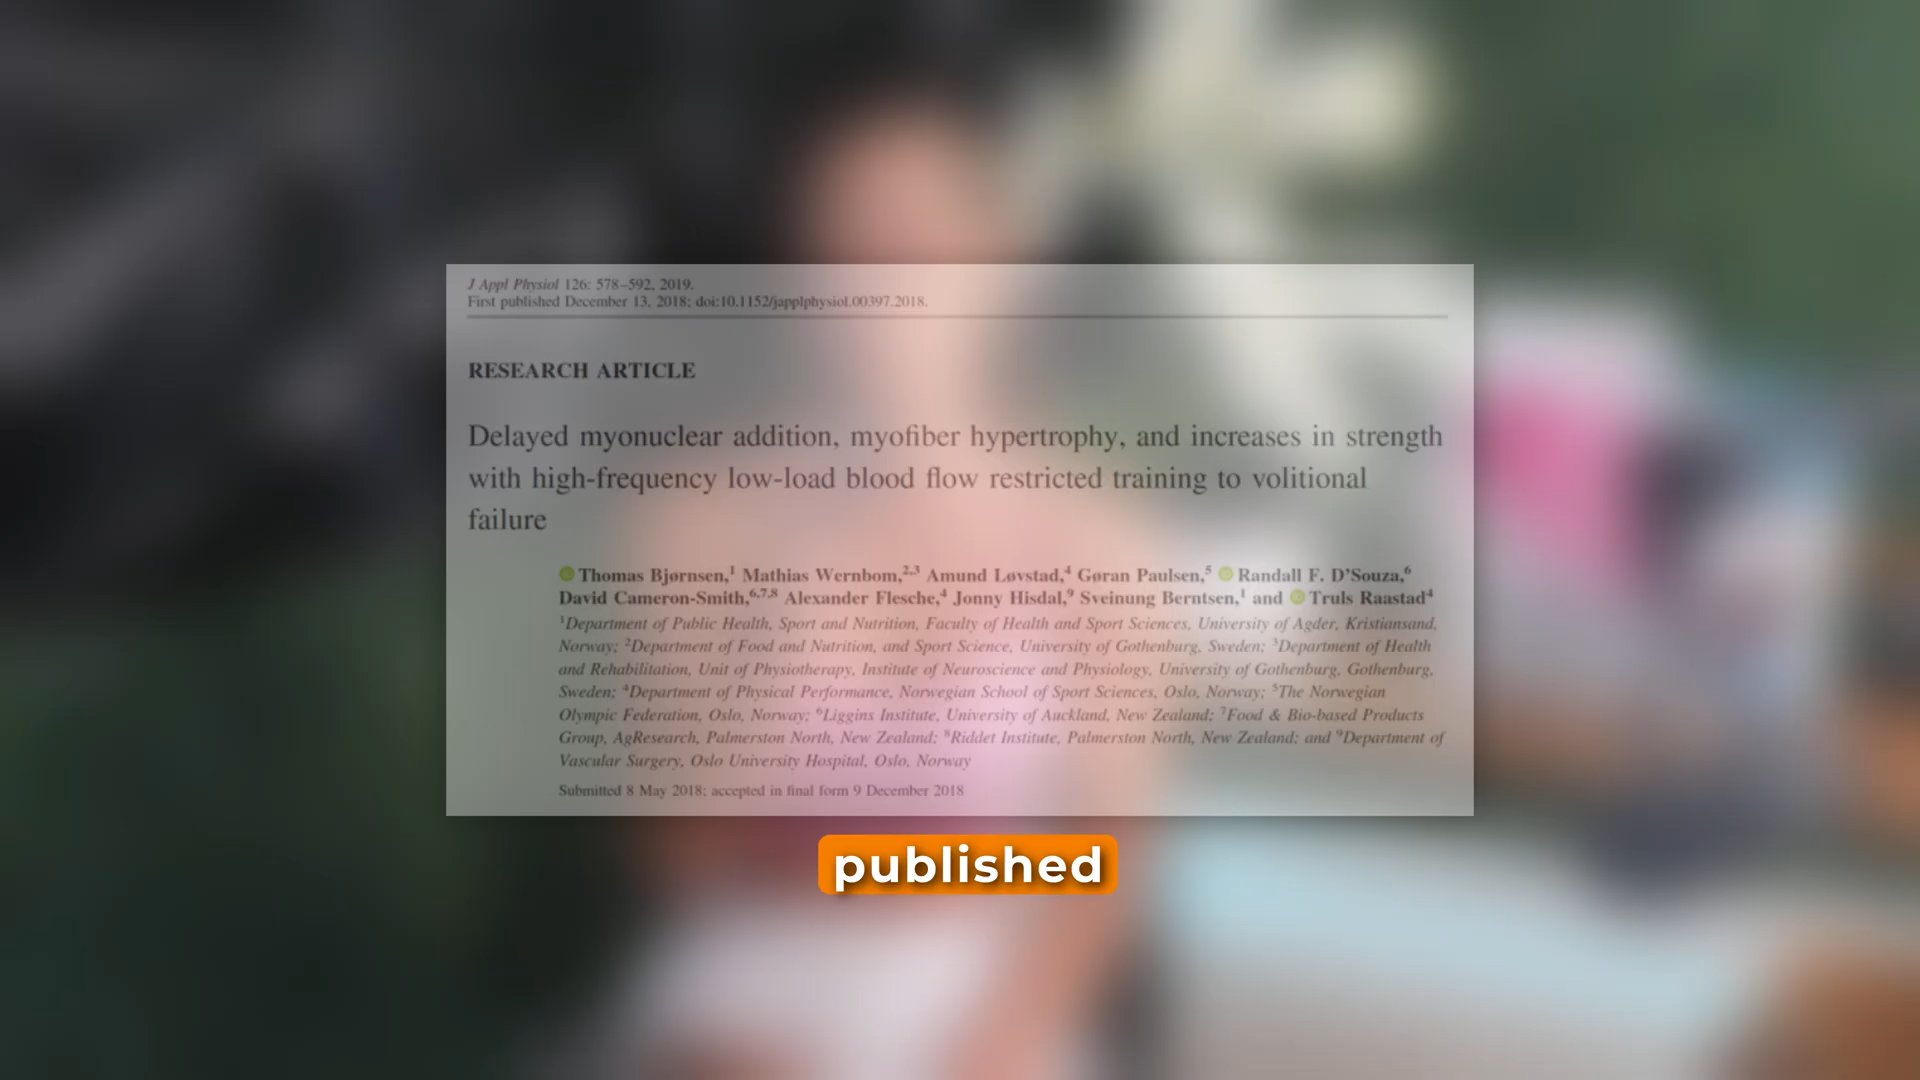 J Appl Physiol 126: 578–592, 2019.
First published December 13, 2018; doi:10.1152/japplphysiol.00397.2018.
RESEARCH ARTICLE
Delayed myonuclear addition, myofiber hypertrophy, and increases in strength
with high-frequency low-load blood flow restricted training to volitional
failure
Thomas Bjørnsen,¹ Mathias Wernbom,²,³ Amund Løvstad,⁴ Gøran Paulsen,⁵ Randall F. D’Souza,⁶
David Cameron-Smith,⁶,⁷,⁸ Alexander Flesche,⁴ Jonny Hisdal,⁹ Sveinung Berntsen,¹ and Truls Raastad⁴
¹Department of Public Health, Sport and Nutrition, Faculty of Health and Sport Sciences, University of Agder, Kristiansand,
Norway; ²Department of Food and Nutrition, and Sport Science, University of Gothenburg, Sweden; ³Department of Health
and Rehabilitation, Unit of Physiotherapy, Institute of Neuroscience and Physiology, University of Gothenburg, Gothenburg,
Sweden; ⁴Department of Physical Performance, Norwegian School of Sport Sciences, Oslo, Norway; ⁵The Norwegian
Olympic Federation, Oslo, Norway; ⁶Liggins Institute, University of Auckland, New Zealand; ⁷Food & Bio-based Products
Group, AgResearch, Palmerston North, New Zealand; ⁸Riddet Institute, Palmerston North, New Zealand; and ⁹Department of
Vascular Surgery, Oslo University Hospital, Oslo, Norway
Submitted 8 May 2018; accepted in final form 9 December 2018
published